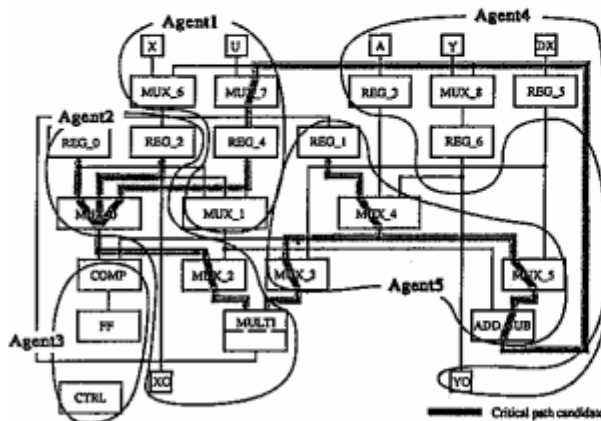 Agent1
Agent4
X
U
A
Y
DX
MUX_6
MUX_7
REG_3
MUX_8
REG_5
Agent2
REG_0
REG_2
REG_4
REG_1
REG_6
MUX_0
MUX_1
MUX_4
COMP
MUX_2
MUX_3
MUX_5
Agent5
Agent3
FF
MULTI
ADD_SUB
CTRL
XO
YO
Critical path candidate